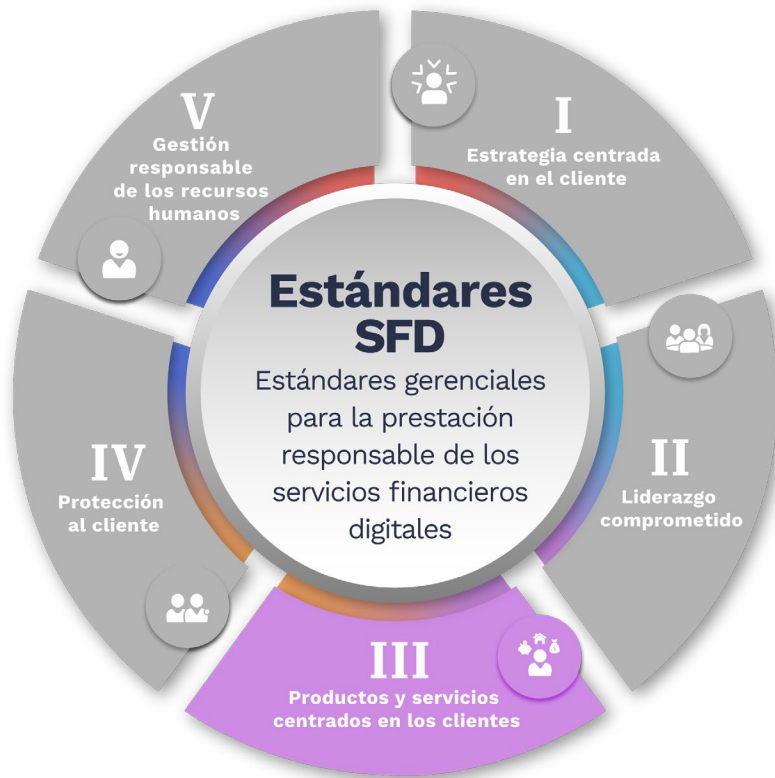 Estándares
SFD
Estándares gerenciales
para la prestación
responsable de los
servicios financieros
digitales
I
Estrategia centrada
en el cliente
II
Liderazgo
comprometido
III
Productos y servicios
centrados en los clientes
IV
Protección
al cliente
V
Gestión
responsable
de los recursos
humanos